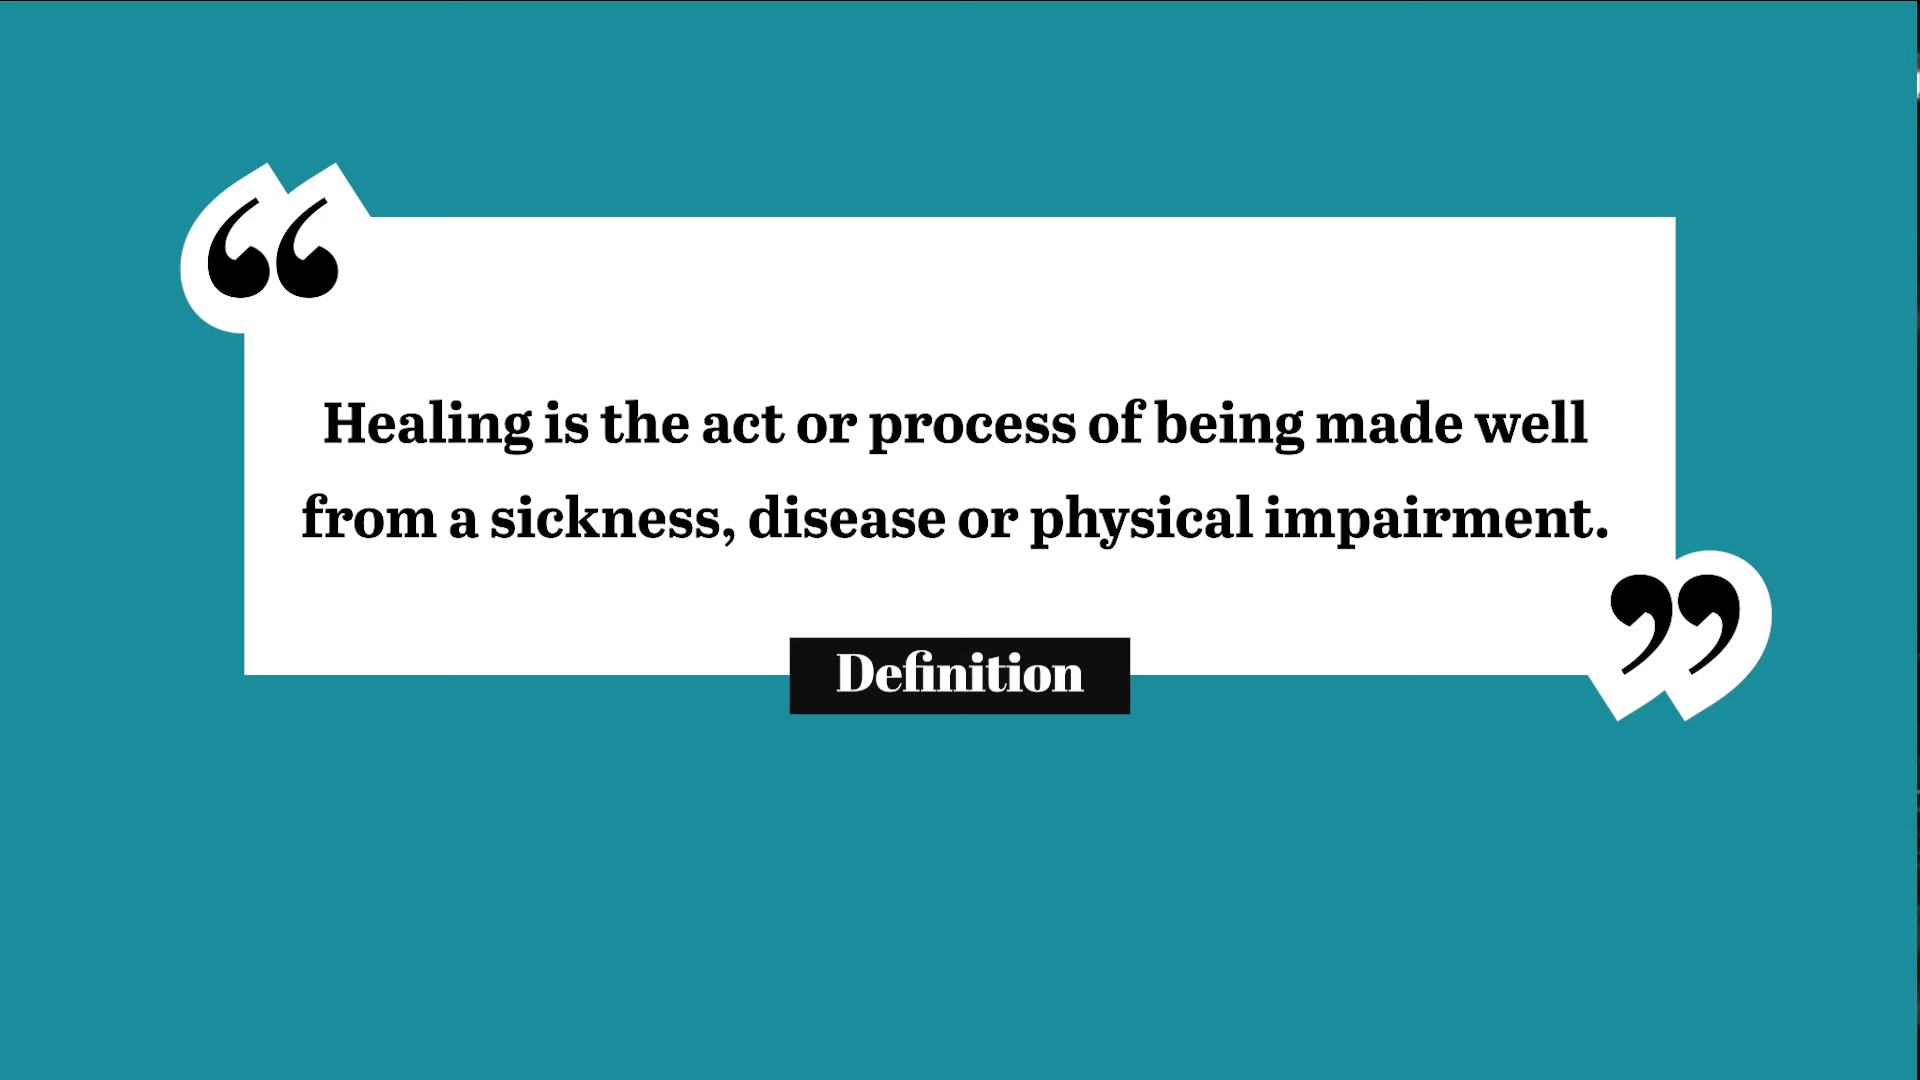 “
Healing is the act or process of being made well
from a sickness, disease or physical impairment.
”
Definition